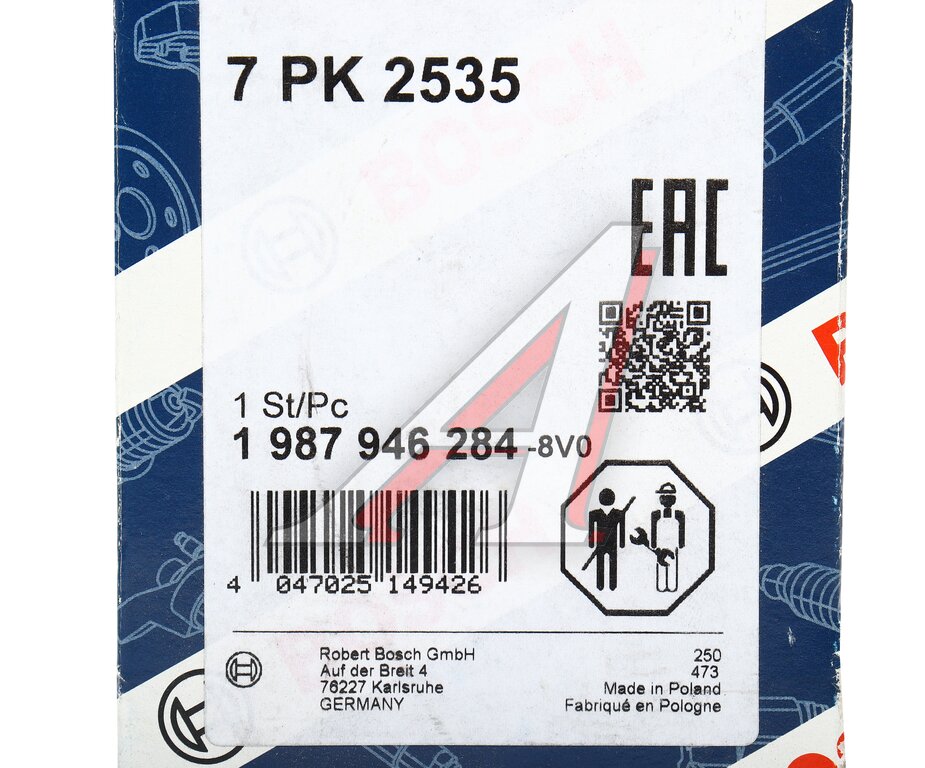 7 PK 2535
BOSCH
EAC
1 St/Pc
1 987 946 284-8V0
4 047025 149426
Robert Bosch GmbH
Auf der Breit 4
76227 Karlsruhe
GERMANY
250
473
Made in Poland
Fabriqué en Pologne